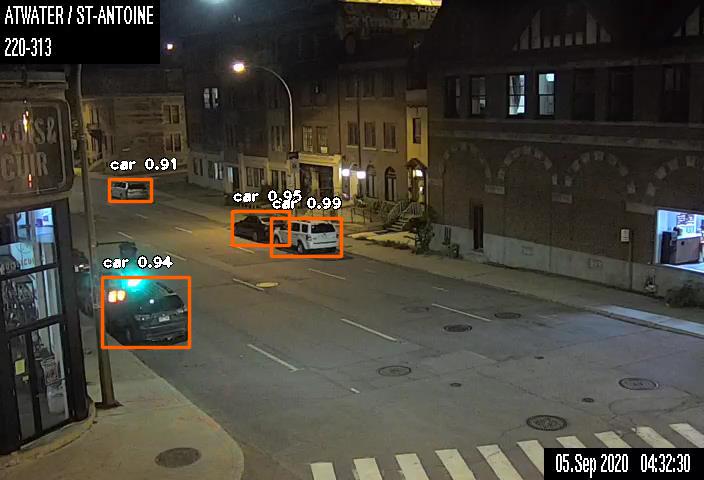 ATWATER / ST-ANTOINE
220-313
CUIR
car 0.91
car 0.95
car 0.99
car 0.94
05.Sep 2020 04:32:30